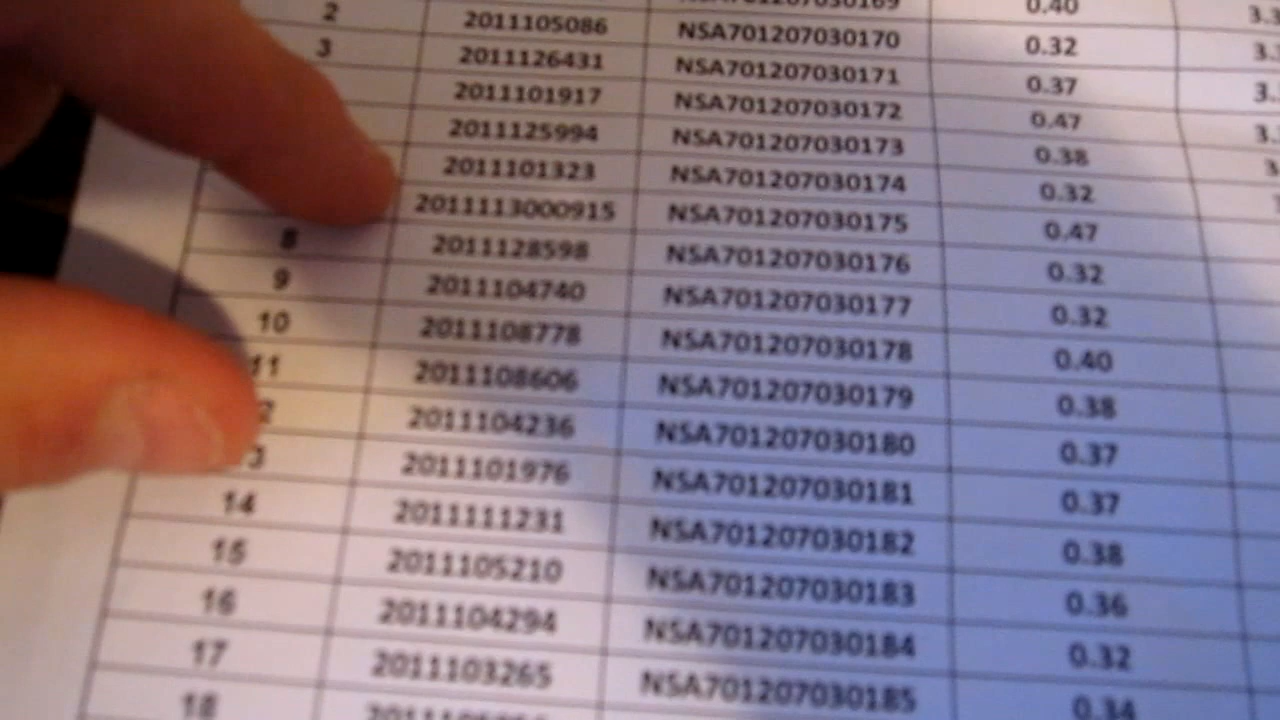 0.40
2 2011105086 NSA701207030170 0.32
3 2011126431 NSA701207030171 0.37
2011101917 NSA701207030172 0.47
2011125994 NSA701207030173 0.38
2011101323 NSA701207030174 0.32
2011113000915 NSA701207030175 0.47
8 2011128598 NSA701207030176 0.32
9 2011104740 NSA701207030177 0.32
10 2011108778 NSA701207030178 0.40
11 2011108606 NSA701207030179 0.38
2011104236 NSA701207030180 0.37
2011101976 NSA701207030181 0.37
14 2011111231 NSA701207030182 0.38
15 2011105210 NSA701207030183 0.36
16 2011104294 NSA701207030184 0.32
17 2011103265 NSA701207030185 0.34
18